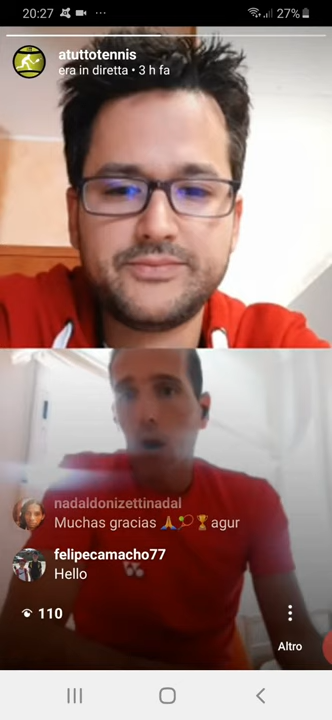 20:27
27%
atuttotennis
era in diretta • 3 h fa
nadaldonizettinadal
Muchas gracias 🙏🎾🏆agur
felipecamacho77
Hello
110
Altro